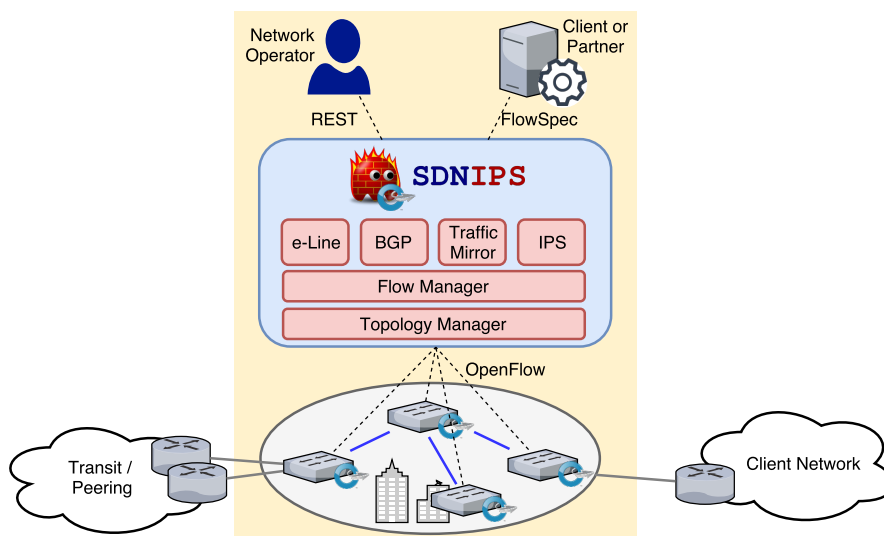 Network
Operator
Client or
Partner
REST
FlowSpec
SDNIPS
e-Line
BGP
Traffic
Mirror
IPS
Flow Manager
Topology Manager
OpenFlow
Transit /
Peering
Client Network